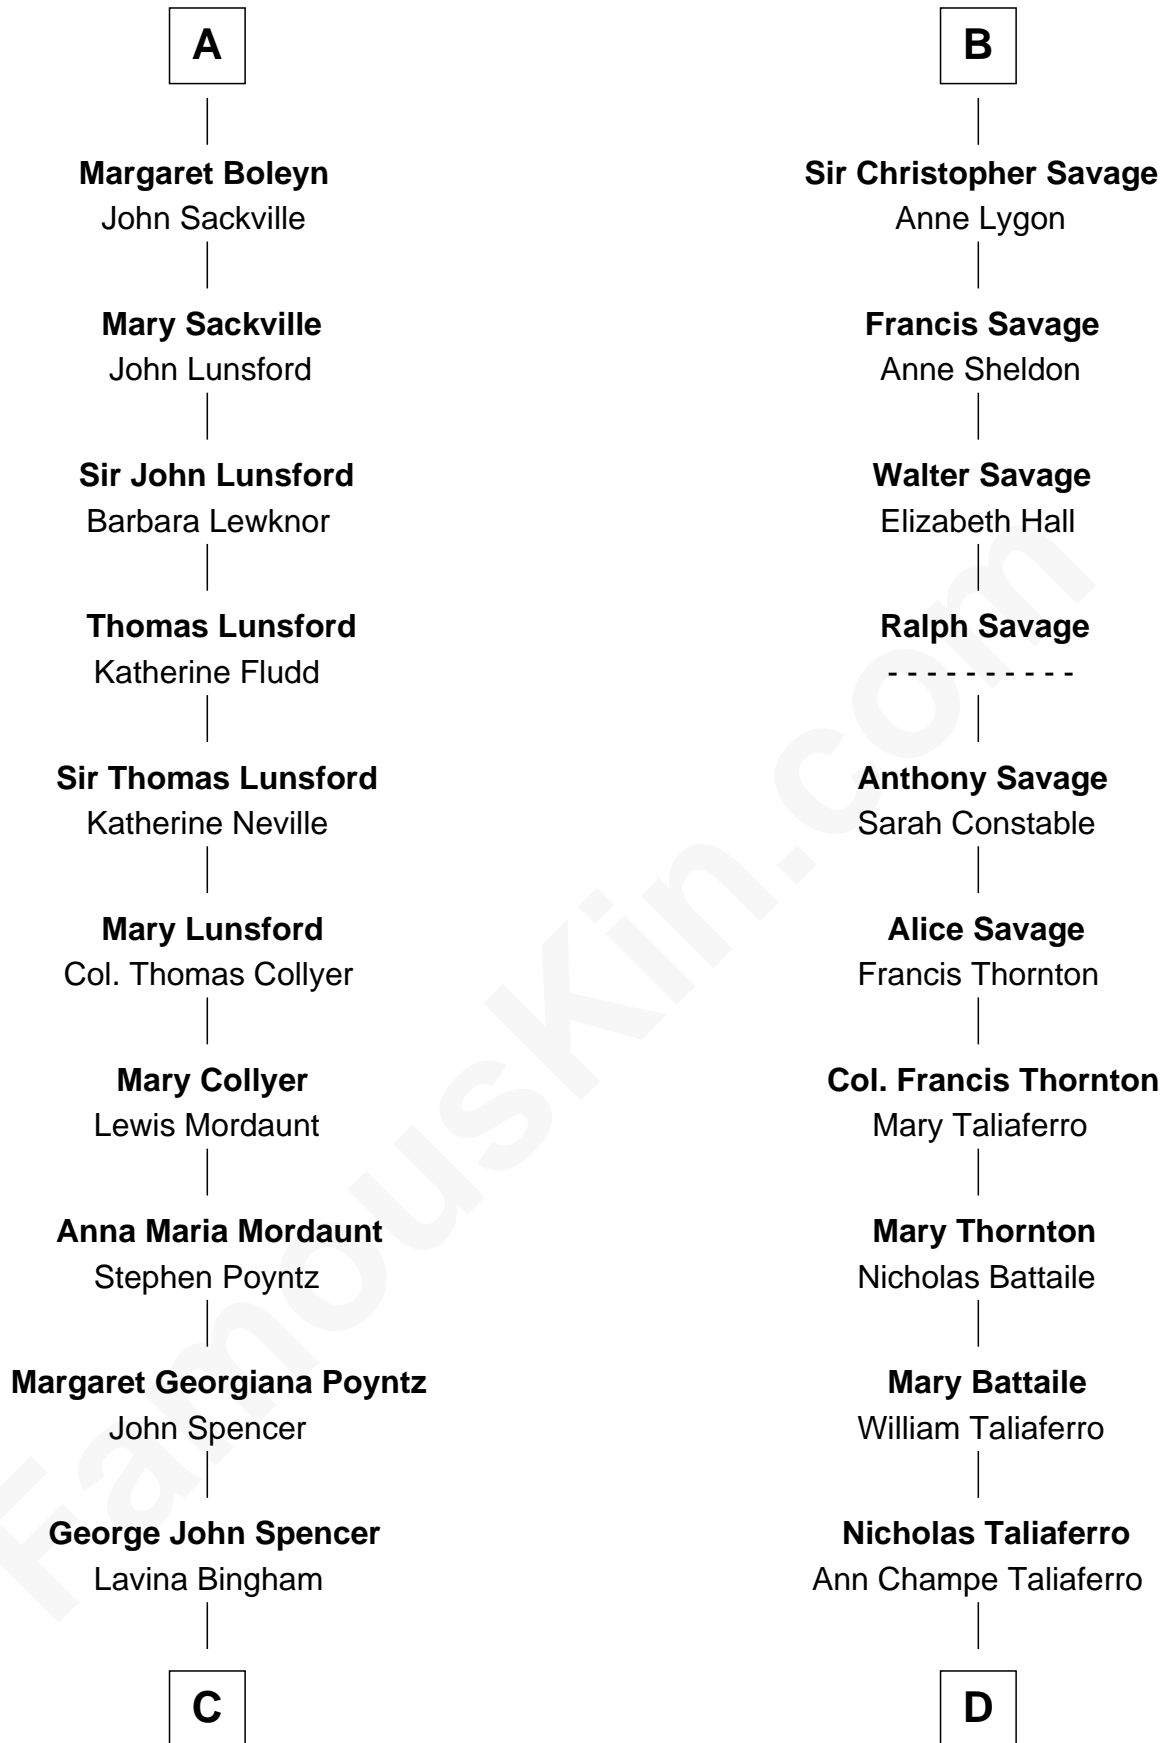 A
Margaret Boleyn
John Sackville
Mary Sackville
John Lunsford
Sir John Lunsford
Barbara Lewknor
Thomas Lunsford
Katherine Fludd
Sir Thomas Lunsford
Katherine Neville
Mary Lunsford
Col. Thomas Collyer
Mary Collyer
Lewis Mordaunt
Anna Maria Mordaunt
Stephen Poyntz
Margaret Georgiana Poyntz
John Spencer
George John Spencer
Lavina Bingham
C
B
Sir Christopher Savage
Anne Lygon
Francis Savage
Anne Sheldon
Walter Savage
Elizabeth Hall
Ralph Savage
- - - - - - - - - -
Anthony Savage
Sarah Constable
Alice Savage
Francis Thornton
Col. Francis Thornton
Mary Taliaferro
Mary Thornton
Nicholas Battaile
Mary Battaile
William Taliaferro
Nicholas Taliaferro
Ann Champe Taliaferro
D
FamousKin.com